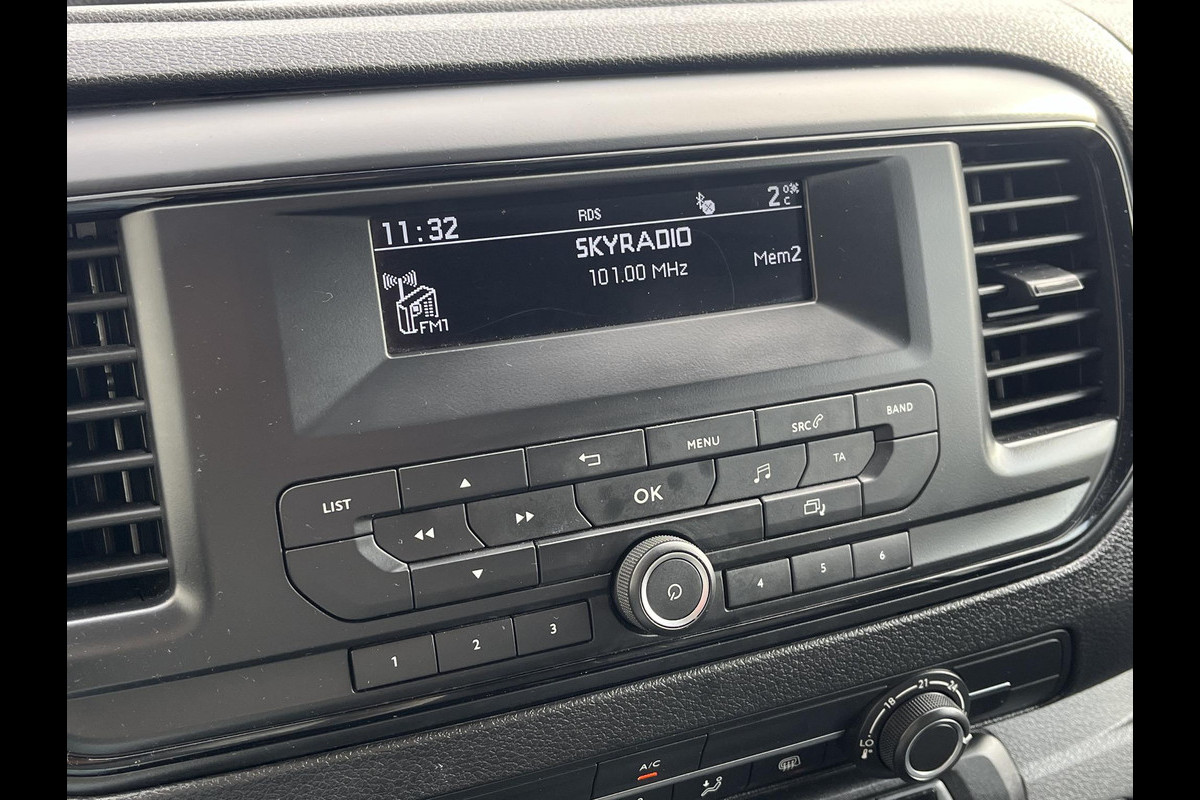 11:32 RDS 2°C
SKYRADIO
101.00 MHz Mem2
FM1
LIST MENU SRC BAND
OK TA
1 2 3 4 5 6
LO 18 21 24
A/C